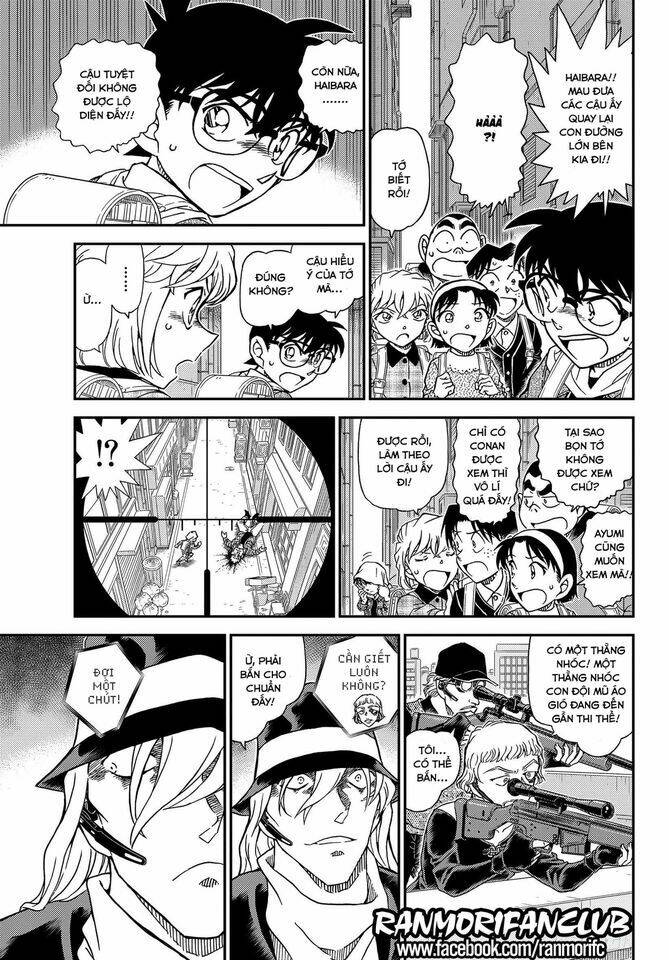 HAIBARA!!
MAU ĐƯA
CÁC CẬU ẤY
QUAY LẠI
CON ĐƯỜNG
LỚN BÊN
KIA ĐI!
HẢẢẢ
?!
TỚ
BIẾT
RỒI!
CÒN NỮA,
HAIBARA
.......
CẬU TUYỆT
ĐỐI KHÔNG
ĐƯỢC LỘ
DIỆN ĐẤY!!
CẬU HIỂU
Ý CỦA TỚ
MÀ...
ĐÚNG
KHÔNG?
......
Ừ...
TẠI SAO
BỌN TỚ
KHÔNG
ĐƯỢC XEM
CHỨ?
AYUMI
CŨNG
MUỐN
XEM MÀ!!
CHỈ CÓ
CONAN
ĐƯỢC
XEM THÌ
VÔ LÍ
QUÁ ĐẤY!
ĐƯỢC RỒI,
LÀM THEO
LỜI CẬU ẤY
ĐI!
!?
CÓ MỘT THẰNG
NHÓC! MỘT
THẰNG NHÓC
CON ĐỘI MŨ ÁO
GIÓ ĐANG ĐẾN
GẦN THI THỂ!
TÔI...
CÓ THỂ
BẮN...
CẦN GIẾT
LUÔN
KHÔNG?
Ừ, PHẢI
BẮN CHO
CHUẨN
ĐẤY!
ĐỢI
MỘT
CHÚT!
RANMORIFANCLUB
www.facebook.com/ranmorifc